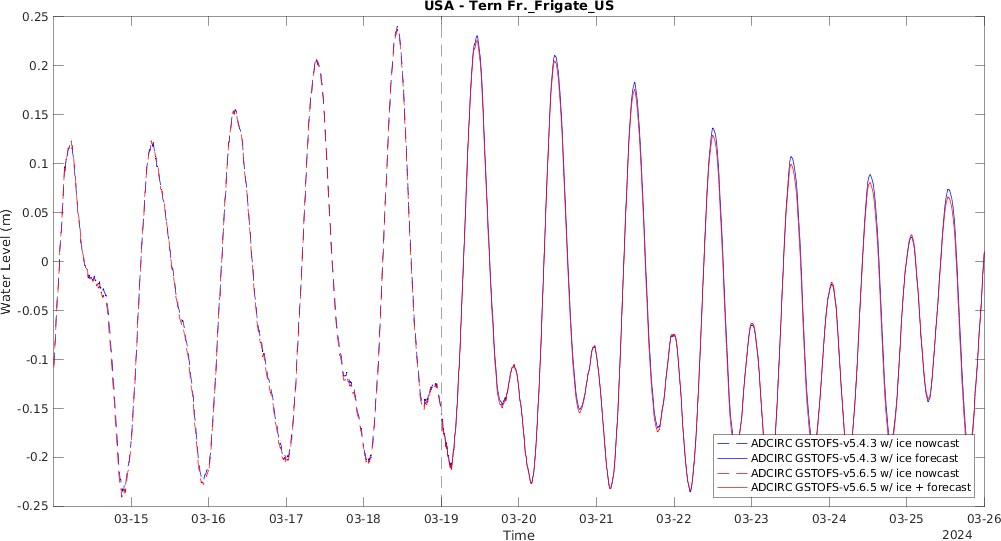 USA - Tern Fr._Frigate_US
0.25
0.2
0.15
0.1
0.05
0
-0.05
-0.1
-0.15
-0.2
-0.25
Water Level (m)
ADCIRC GSTOFS-v5.4.3 w/ ice nowcast
ADCIRC GSTOFS-v5.4.3 w/ ice forecast
ADCIRC GSTOFS-v5.6.5 w/ ice nowcast
ADCIRC GSTOFS-v5.6.5 w/ ice + forecast
03-15 03-16 03-17 03-18 03-19 03-20 03-21 03-22 03-23 03-24 03-25 03-26
Time
2024